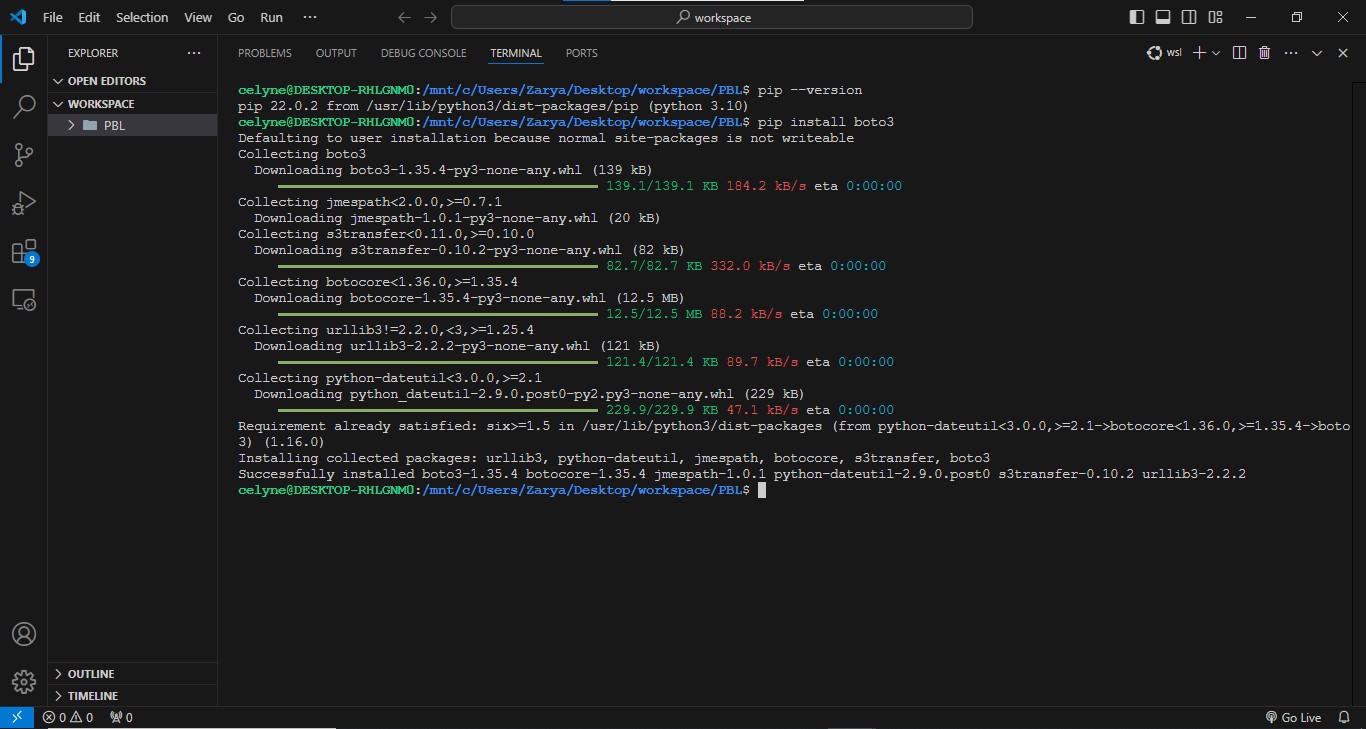 File Edit Selection View Go Run ···
workspace
EXPLORER ···
OPEN EDITORS
WORKSPACE
PBL
9
PROBLEMS OUTPUT DEBUG CONSOLE TERMINAL PORTS
wsl
celyne@DESKTOP-RHLGNM0:/mnt/c/Users/Zarya/Desktop/workspace/PBL$ pip --version
pip 22.0.2 from /usr/lib/python3/dist-packages/pip (python 3.10)
celyne@DESKTOP-RHLGNM0:/mnt/c/Users/Zarya/Desktop/workspace/PBL$ pip install boto3
Defaulting to user installation because normal site-packages is not writeable
Collecting boto3
Downloading boto3-1.35.4-py3-none-any.whl (139 kB)
139.1/139.1 KB 184.2 kB/s eta 0:00:00
Collecting jmespath<2.0.0,>=0.7.1
Downloading jmespath-1.0.1-py3-none-any.whl (20 kB)
Collecting s3transfer<0.11.0,>=0.10.0
Downloading s3transfer-0.10.2-py3-none-any.whl (82 kB)
82.7/82.7 KB 332.0 kB/s eta 0:00:00
Collecting botocore<1.36.0,>=1.35.4
Downloading botocore-1.35.4-py3-none-any.whl (12.5 MB)
12.5/12.5 MB 88.2 kB/s eta 0:00:00
Collecting urllib3!=2.2.0,<3,>=1.25.4
Downloading urllib3-2.2.2-py3-none-any.whl (121 kB)
121.4/121.4 KB 89.7 kB/s eta 0:00:00
Collecting python-dateutil<3.0.0,>=2.1
Downloading python_dateutil-2.9.0.post0-py2.py3-none-any.whl (229 kB)
229.9/229.9 KB 47.1 kB/s eta 0:00:00
Requirement already satisfied: six>=1.5 in /usr/lib/python3/dist-packages (from python-dateutil<3.0.0,>=2.1->botocore<1.36.0,>=1.35.4->boto
3) (1.16.0)
Installing collected packages: urllib3, python-dateutil, jmespath, botocore, s3transfer, boto3
Successfully installed boto3-1.35.4 botocore-1.35.4 jmespath-1.0.1 python-dateutil-2.9.0.post0 s3transfer-0.10.2 urllib3-2.2.2
celyne@DESKTOP-RHLGNM0:/mnt/c/Users/Zarya/Desktop/workspace/PBL$
OUTLINE
TIMELINE
0 0 0
Go Live